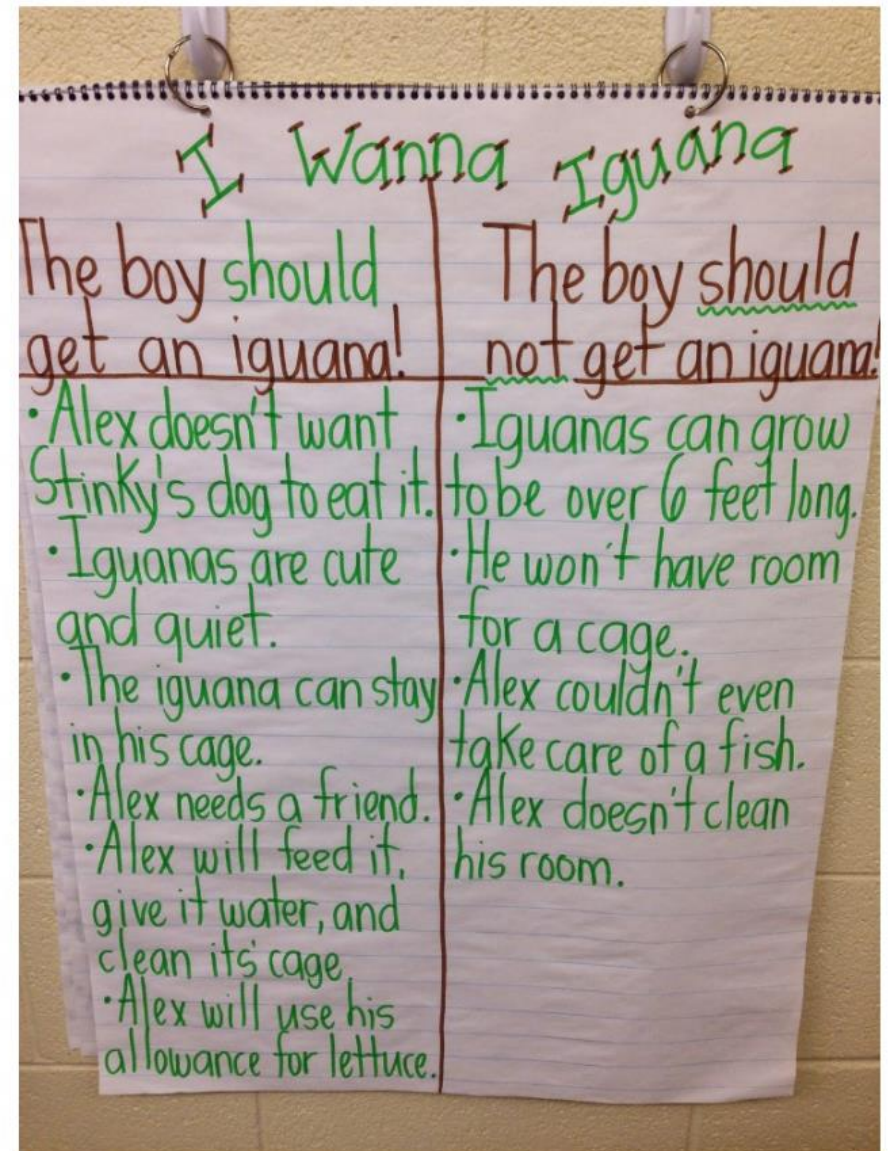 I Wanna Iguana
The boy should
get an iguana!
• Alex doesn't want
Stinky's dog to eat it.
• Iguanas are cute
and quiet.
• The iguana can stay
in his cage.
• Alex needs a friend.
• Alex will feed it,
give it water, and
clean its' cage.
• Alex will use his
allowance for lettuce.
The boy should
not get an iguana!
• Iguanas can grow
to be over 6 feet long.
• He won't have room
for a cage.
• Alex couldn't even
take care of a fish.
• Alex doesn't clean
his room.